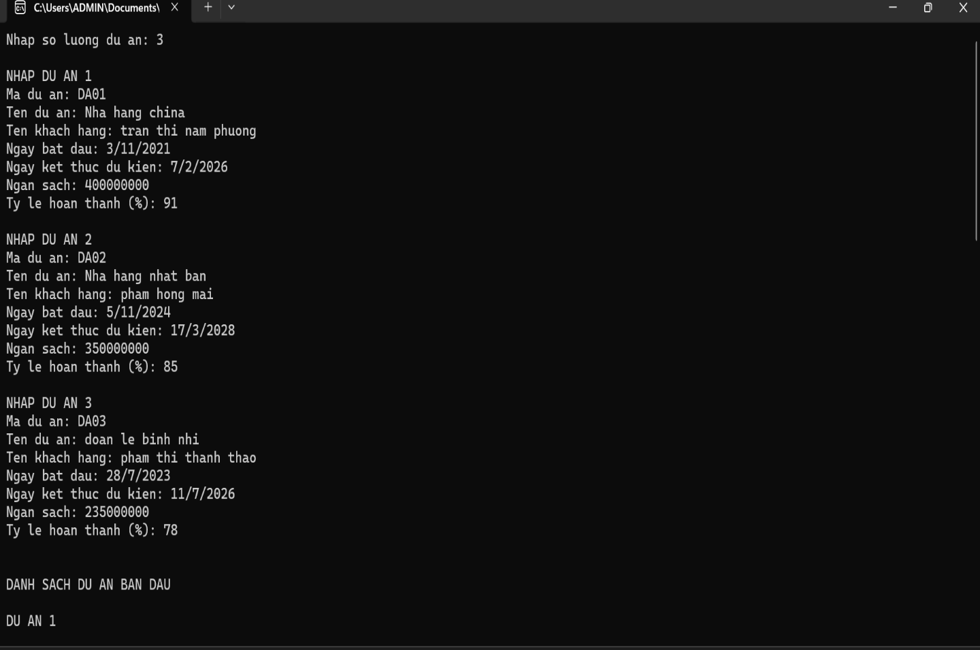 C:\Users\ADMIN\Documents\
Nhap so luong du an: 3
NHAP DU AN 1
Ma du an: DA01
Ten du an: Nha hang china
Ten khach hang: tran thi nam phuong
Ngay bat dau: 3/11/2021
Ngay ket thuc du kien: 7/2/2026
Ngan sach: 400000000
Ty le hoan thanh (%): 91
NHAP DU AN 2
Ma du an: DA02
Ten du an: Nha hang nhat ban
Ten khach hang: pham hong mai
Ngay bat dau: 5/11/2024
Ngay ket thuc du kien: 17/3/2028
Ngan sach: 350000000
Ty le hoan thanh (%): 85
NHAP DU AN 3
Ma du an: DA03
Ten du an: doan le binh nhi
Ten khach hang: pham thi thanh thao
Ngay bat dau: 28/7/2023
Ngay ket thuc du kien: 11/7/2026
Ngan sach: 235000000
Ty le hoan thanh (%): 78
DANH SACH DU AN BAN DAU
DU AN 1